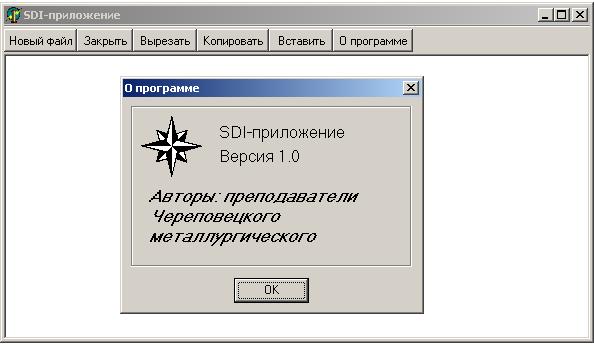 SDI-приложение
Новый файл Закрыть Вырезать Копировать Вставить О программе
О программе
SDI-приложение
Версия 1.0
Авторы: преподаватели
Череповецкого
металлургического
OK